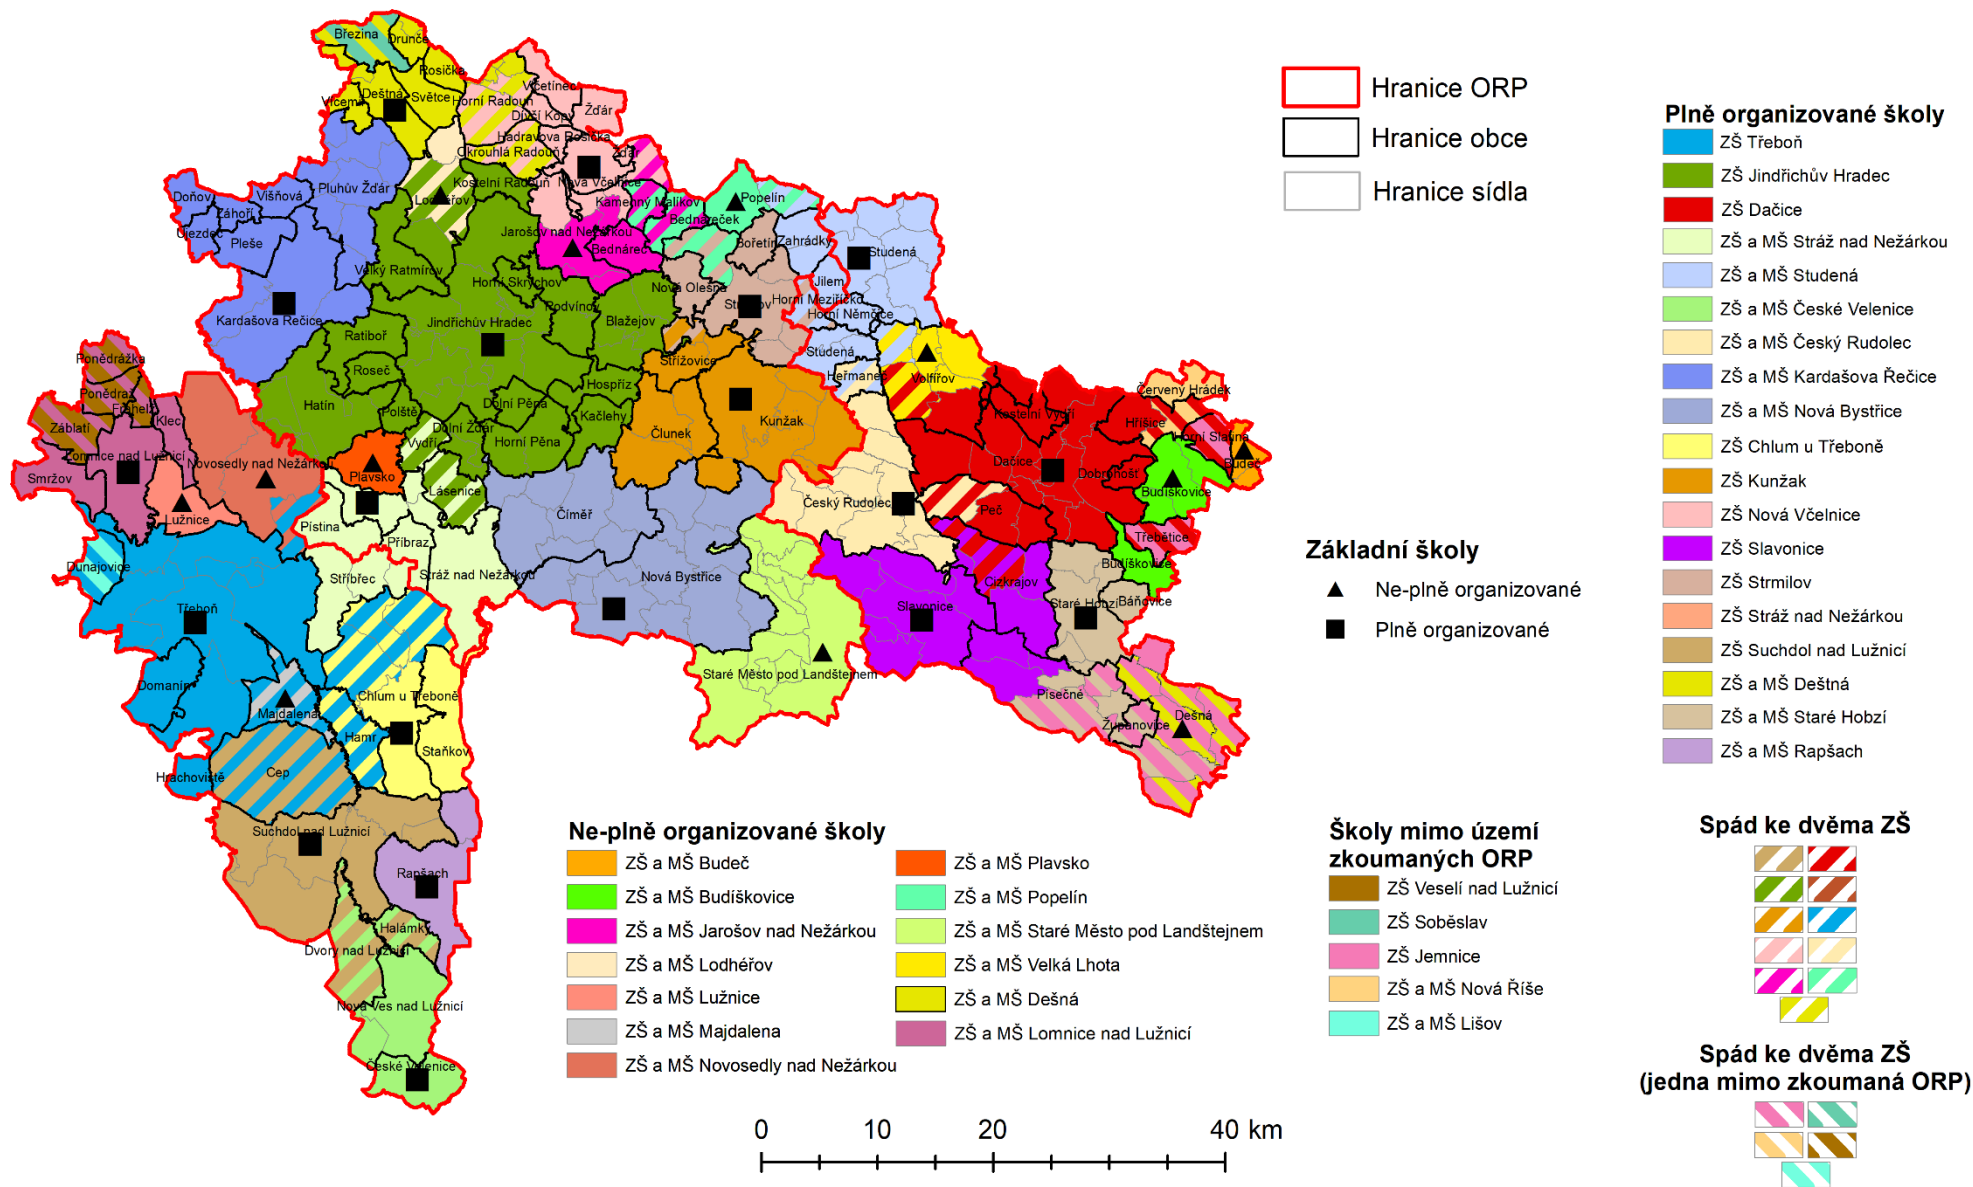 Březina
Drunče
Rosička
Deštná
Světce
Vícemil
Horní Radouň
Vícetínec
Dívčí Kopy
Žďár
Hadravova Rosička
Okrouhlá Radouň
Žďár
Nová Včelnice
Kostelní Radouň
Lodhéřov
Pluhův Žďár
Višňová
Doňov
Záhoří
Újezdec
Pleše
Kamenný Malíkov
Popelín
Bednáreček
Jarošov nad Nežárkou
Bednárec
Bořetín
Zahrádky
Studená
Velký Ratmírov
Horní Skrýchov
Nová Olešná
Jilem
Strmilov
Horní Meziříčko
Horní Němčice
Kardašova Řečice
Jindřichův Hradec
Podvínov
Blažejov
Ratiboř
Roseč
Střížovice
Studená
Heřmaneč
Volfířov
Ponědrážka
Ponědraž
Frahelž
Záblatí
Klec
Hatín
Polště
Dolní Pěna
Hospříz
Kačlehy
Kunžak
Člunek
Červený Hrádek
Kostelní Vydří
Hříšice
Horní Slatina
Budeč
Lomnice nad Lužnicí
Novosedly nad Nežárkou
Vydří
Dolní Žďár
Horní Pěna
Plavsko
Dačice
Dobrohošť
Smržov
Lásenice
Budíškovice
Lužnice
Český Rudolec
Peč
Pístina
Číměř
Příbraz
Třebětice
Dunajovice
Stříbřec
Stráž nad Nežárkou
Nová Bystřice
Cizkrajov
Budíškovice
Třeboň
Slavonice
Staré Hobzí
Báňovice
Domanín
Chlum u Třeboně
Staré Město pod Landštejnem
Písečné
Majdalena
Hamr
Staňkov
Županovice
Dešná
Hrachoviště
Cep
Suchdol nad Lužnicí
Rapšach
Halámky
Dvory nad Lužnicí
Nová Ves nad Lužnicí
České Velenice
Hranice ORP
Hranice obce
Hranice sídla
Základní školy
Ne-plně organizované
Plně organizované
Plně organizované školy
ZŠ Třeboň
ZŠ Jindřichův Hradec
ZŠ Dačice
ZŠ a MŠ Stráž nad Nežárkou
ZŠ a MŠ Studená
ZŠ a MŠ České Velenice
ZŠ a MŠ Český Rudolec
ZŠ a MŠ Kardašova Řečice
ZŠ a MŠ Nová Bystřice
ZŠ Chlum u Třeboně
ZŠ Kunžak
ZŠ Nová Včelnice
ZŠ Slavonice
ZŠ Strmilov
ZŠ Stráž nad Nežárkou
ZŠ Suchdol nad Lužnicí
ZŠ a MŠ Deštná
ZŠ a MŠ Staré Hobzí
ZŠ a MŠ Rapšach
Ne-plně organizované školy
ZŠ a MŠ Budeč
ZŠ a MŠ Budíškovice
ZŠ a MŠ Jarošov nad Nežárkou
ZŠ a MŠ Lodhéřov
ZŠ a MŠ Lužnice
ZŠ a MŠ Majdalena
ZŠ a MŠ Novosedly nad Nežárkou
ZŠ a MŠ Plavsko
ZŠ a MŠ Popelín
ZŠ a MŠ Staré Město pod Landštejnem
ZŠ a MŠ Velká Lhota
ZŠ a MŠ Dešná
ZŠ a MŠ Lomnice nad Lužnicí
Školy mimo území
zkoumaných ORP
ZŠ Veselí nad Lužnicí
ZŠ Soběslav
ZŠ Jemnice
ZŠ a MŠ Nová Říše
ZŠ a MŠ Lišov
Spád ke dvěma ZŠ
Spád ke dvěma ZŠ
(jedna mimo zkoumaná ORP)
0 10 20 40 km